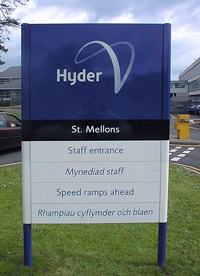 Hyder
St. Mellons
Staff entrance
Mynediad staff
Speed ramps ahead
Rhampiau cyflymder och blaen